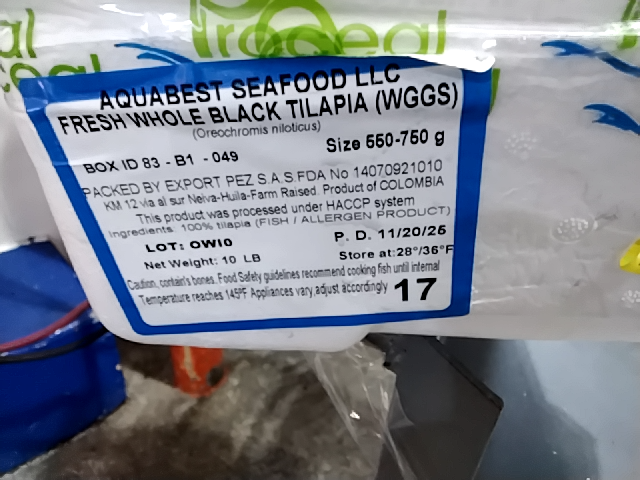 Proceal
AQUABEST SEAFOOD LLC
FRESH WHOLE BLACK TILAPIA (WGGS)
(Oreochromis niloticus)
Size 550-750 g
BOX ID 83 - B1 - 049
PACKED BY EXPORT PEZ S.A.S.FDA No 14070921010
KM 12 via al sur Neiva-Huila-Farm Raised. Product of COLOMBIA
This product was processed under HACCP system
Ingredients: 100% tilapia (FISH / ALLERGEN PRODUCT)
LOT: OWIO
P. D. 11/20/25
Net Weight: 10 LB
Store at:28°/36°F
Caution, contain's bones. Food Safety guidelines recommend cooking fish until internal
Temperature reaches 145ºF Appliances vary,adjust accordingly
17